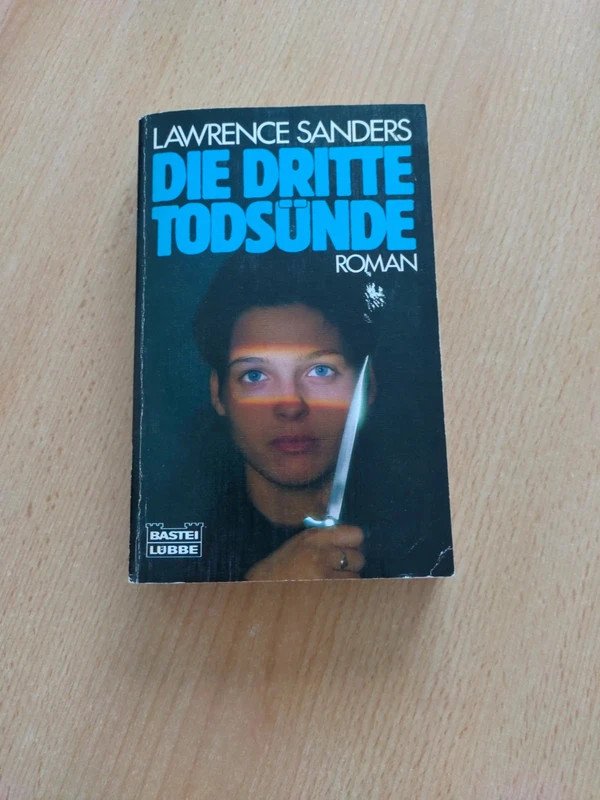 LAWRENCE SANDERS
DIE DRITTE
TODSÜNDE
ROMAN
BASTEI
LÜBBE